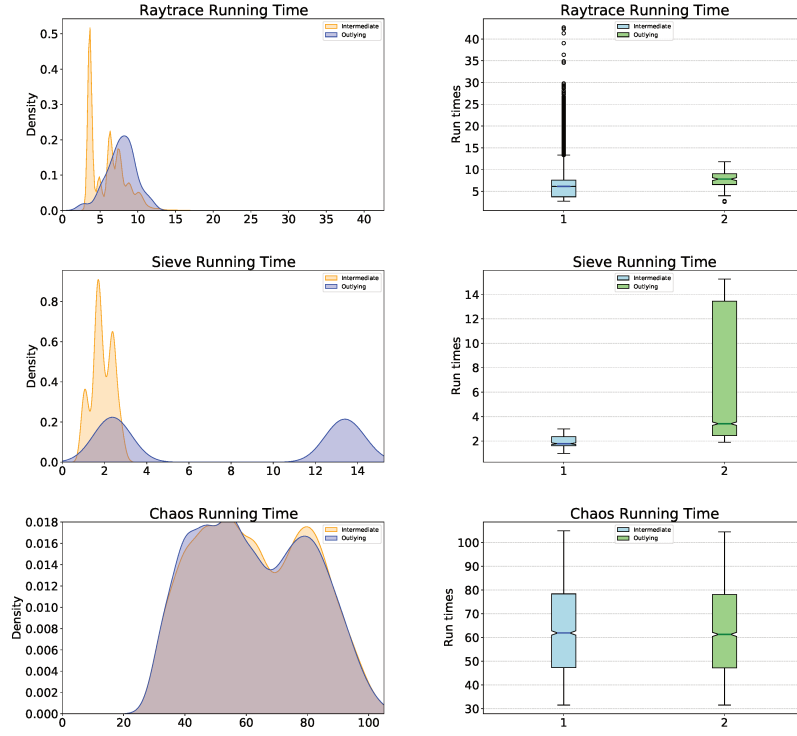 Raytrace Running Time
Intermediate
Outlying
Density
0.5
0.4
0.3
0.2
0.1
0.0
0 5 10 15 20 25 30 35 40
Raytrace Running Time
Intermediate
Outlying
Run times
40
35
30
25
20
15
10
5
1 2
Sieve Running Time
Intermediate
Outlying
Density
0.8
0.6
0.4
0.2
0.0
0 2 4 6 8 10 12 14
Sieve Running Time
Intermediate
Outlying
Run times
14
12
10
8
6
4
2
1 2
Chaos Running Time
Intermediate
Outlying
Density
0.018
0.016
0.014
0.012
0.010
0.008
0.006
0.004
0.002
0.000
0 20 40 60 80 100
Chaos Running Time
Intermediate
Outlying
Run times
100
90
80
70
60
50
40
30
1 2